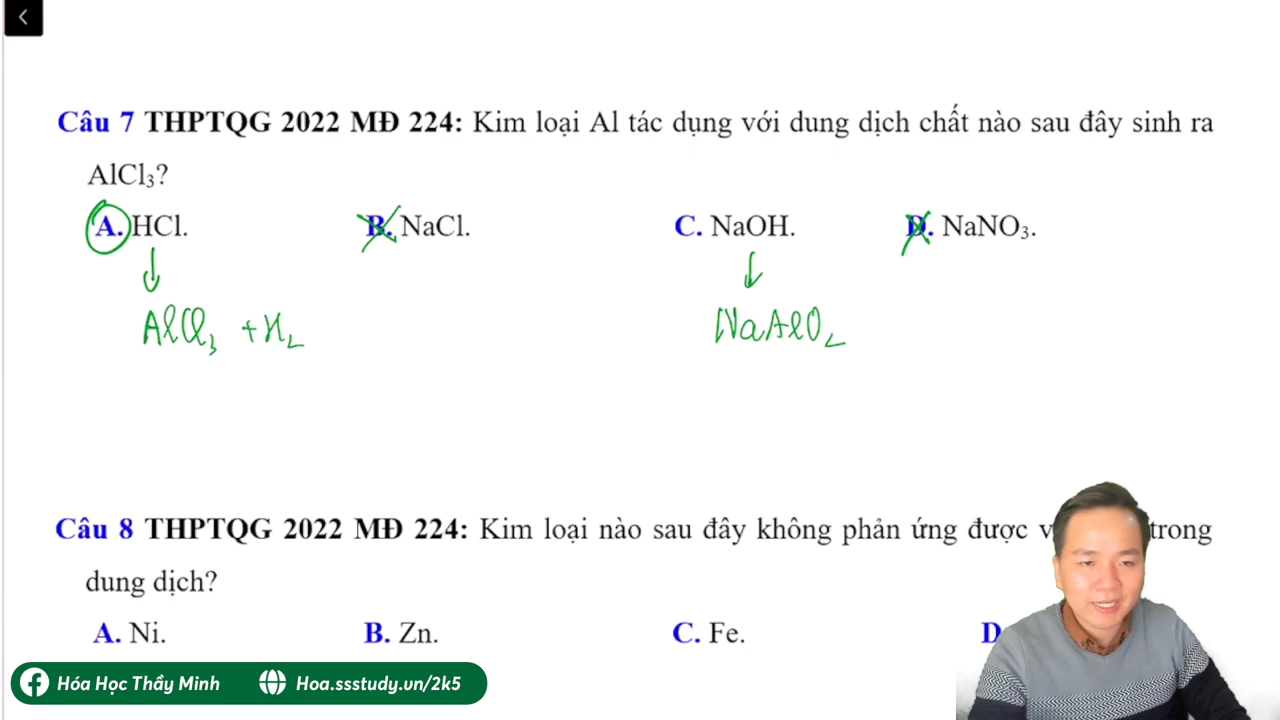 Câu 7 THPTQG 2022 MĐ 224: Kim loại Al tác dụng với dung dịch chất nào sau đây sinh ra
AlCl₃?
A. HCl. B. NaCl. C. NaOH. D. NaNO₃.
AlCl₃ + H₂ NaAlO₂
Câu 8 THPTQG 2022 MĐ 224: Kim loại nào sau đây không phản ứng được trong
dung dịch?
A. Ni. B. Zn. C. Fe. D
Hóa Học Thầy Minh Hoa.ssstudy.vn/2k5